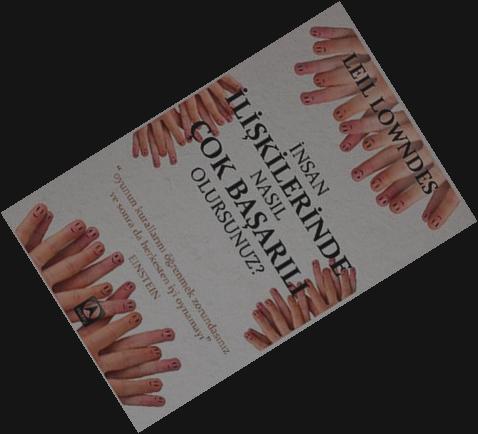 LEIL LOWNDES
İNSAN
İLİŞKİLERİNDE
NASIL
ÇOK BAŞARILI
OLURSUNUZ?
“oyunun kurallarını öğrenmek zorundasınız
ve sonra da herkesten iyi oynamayı”
EINSTEIN